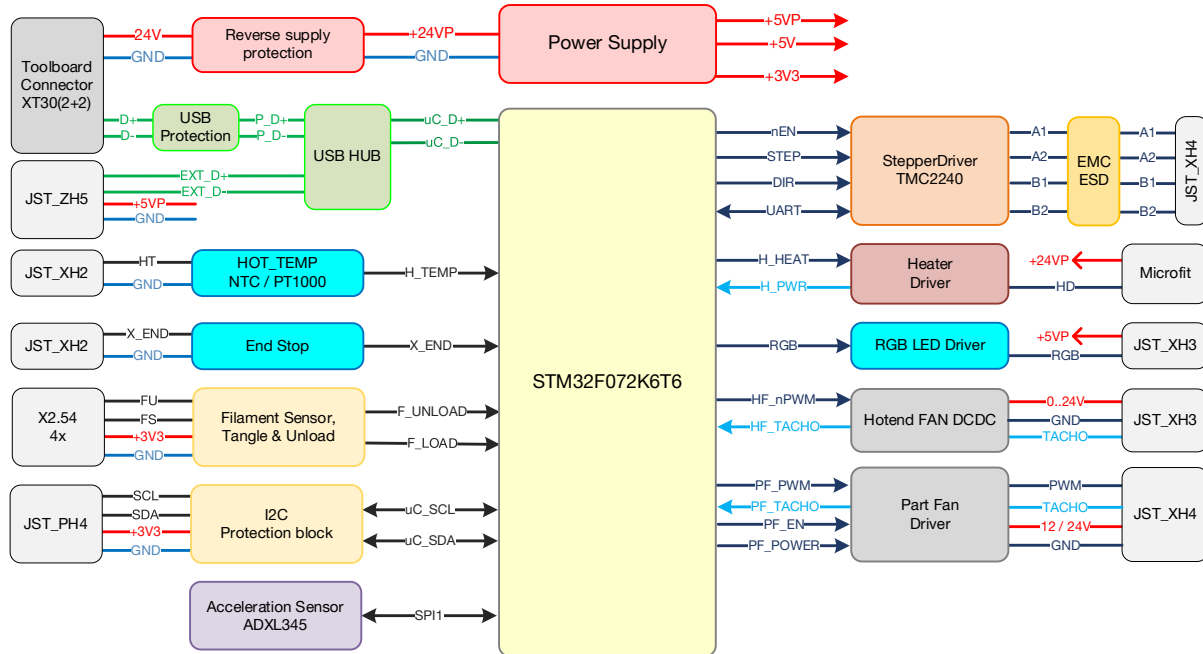 Toolboard
Connector
XT30(2+2)
24V
GND
Reverse supply
protection
+24VP
GND
Power Supply
+5VP
+5V
+3V3
D+
D-
USB
Protection
P_D+
P_D-
USB HUB
uC_D+
uC_D-
JST_ZH5
EXT_D+
EXT_D-
+5VP
GND
JST_XH2
HT
GND
HOT_TEMP
NTC / PT1000
H_TEMP
JST_XH2
X_END
GND
End Stop
X_END
X2.54
4x
FU
FS
+3V3
GND
Filament Sensor,
Tangle & Unload
F_UNLOAD
F_LOAD
JST_PH4
SCL
SDA
+3V3
GND
I2C
Protection block
uC_SCL
uC_SDA
Acceleration Sensor
ADXL345
SPI1
STM32F072K6T6
nEN
STEP
DIR
UART
StepperDriver
TMC2240
A1
A2
B1
B2
EMC
ESD
A1
A2
B1
B2
JST_XH4
H_HEAT
H_PWR
Heater
Driver
+24VP
HD
Microfit
RGB
RGB LED Driver
+5VP
RGB
JST_XH3
HF_nPWM
HF_TACHO
Hotend FAN DCDC
0..24V
GND
TACHO
JST_XH3
PF_PWM
PF_TACHO
PF_EN
PF_POWER
Part Fan
Driver
PWM
TACHO
12 / 24V
GND
JST_XH4